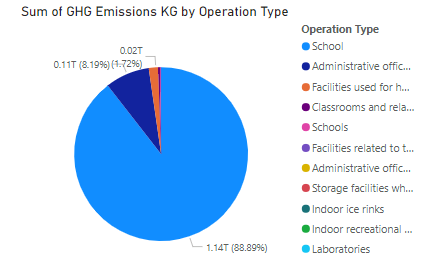 Sum of GHG Emissions KG by Operation Type
Operation Type
School
Administrative offic...
Facilities used for h...
Classrooms and rela...
Schools
Facilities related to t...
Administrative offic...
Storage facilities wh...
Indoor ice rinks
Indoor recreational ...
Laboratories
0.02T
(1.72%)
0.11T (8.19%)
1.14T (88.89%)